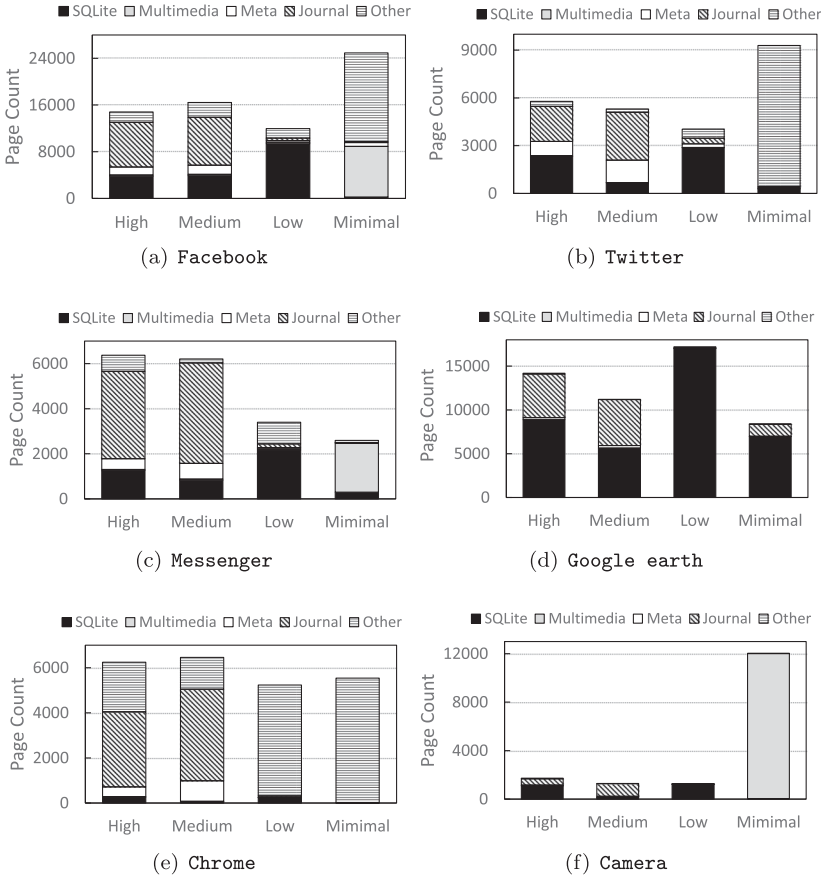 SQLite Multimedia Meta Journal Other
24000
16000
8000
0
Page Count
High Medium Low Mimimal
(a) Facebook
SQLite Multimedia Meta Journal Other
9000
6000
3000
0
Page Count
High Medium Low Mimimal
(b) Twitter
SQLite Multimedia Meta Journal Other
6000
4000
2000
0
Page Count
High Medium Low Mimimal
(c) Messenger
SQLite Multimedia Meta Journal Other
15000
10000
5000
0
Page Count
High Medium Low Mimimal
(d) Google earth
SQLite Multimedia Meta Journal Other
6000
4000
2000
0
Page Count
High Medium Low Mimimal
(e) Chrome
SQLite Multimedia Meta Journal Other
12000
8000
4000
0
Page Count
High Medium Low Mimimal
(f) Camera